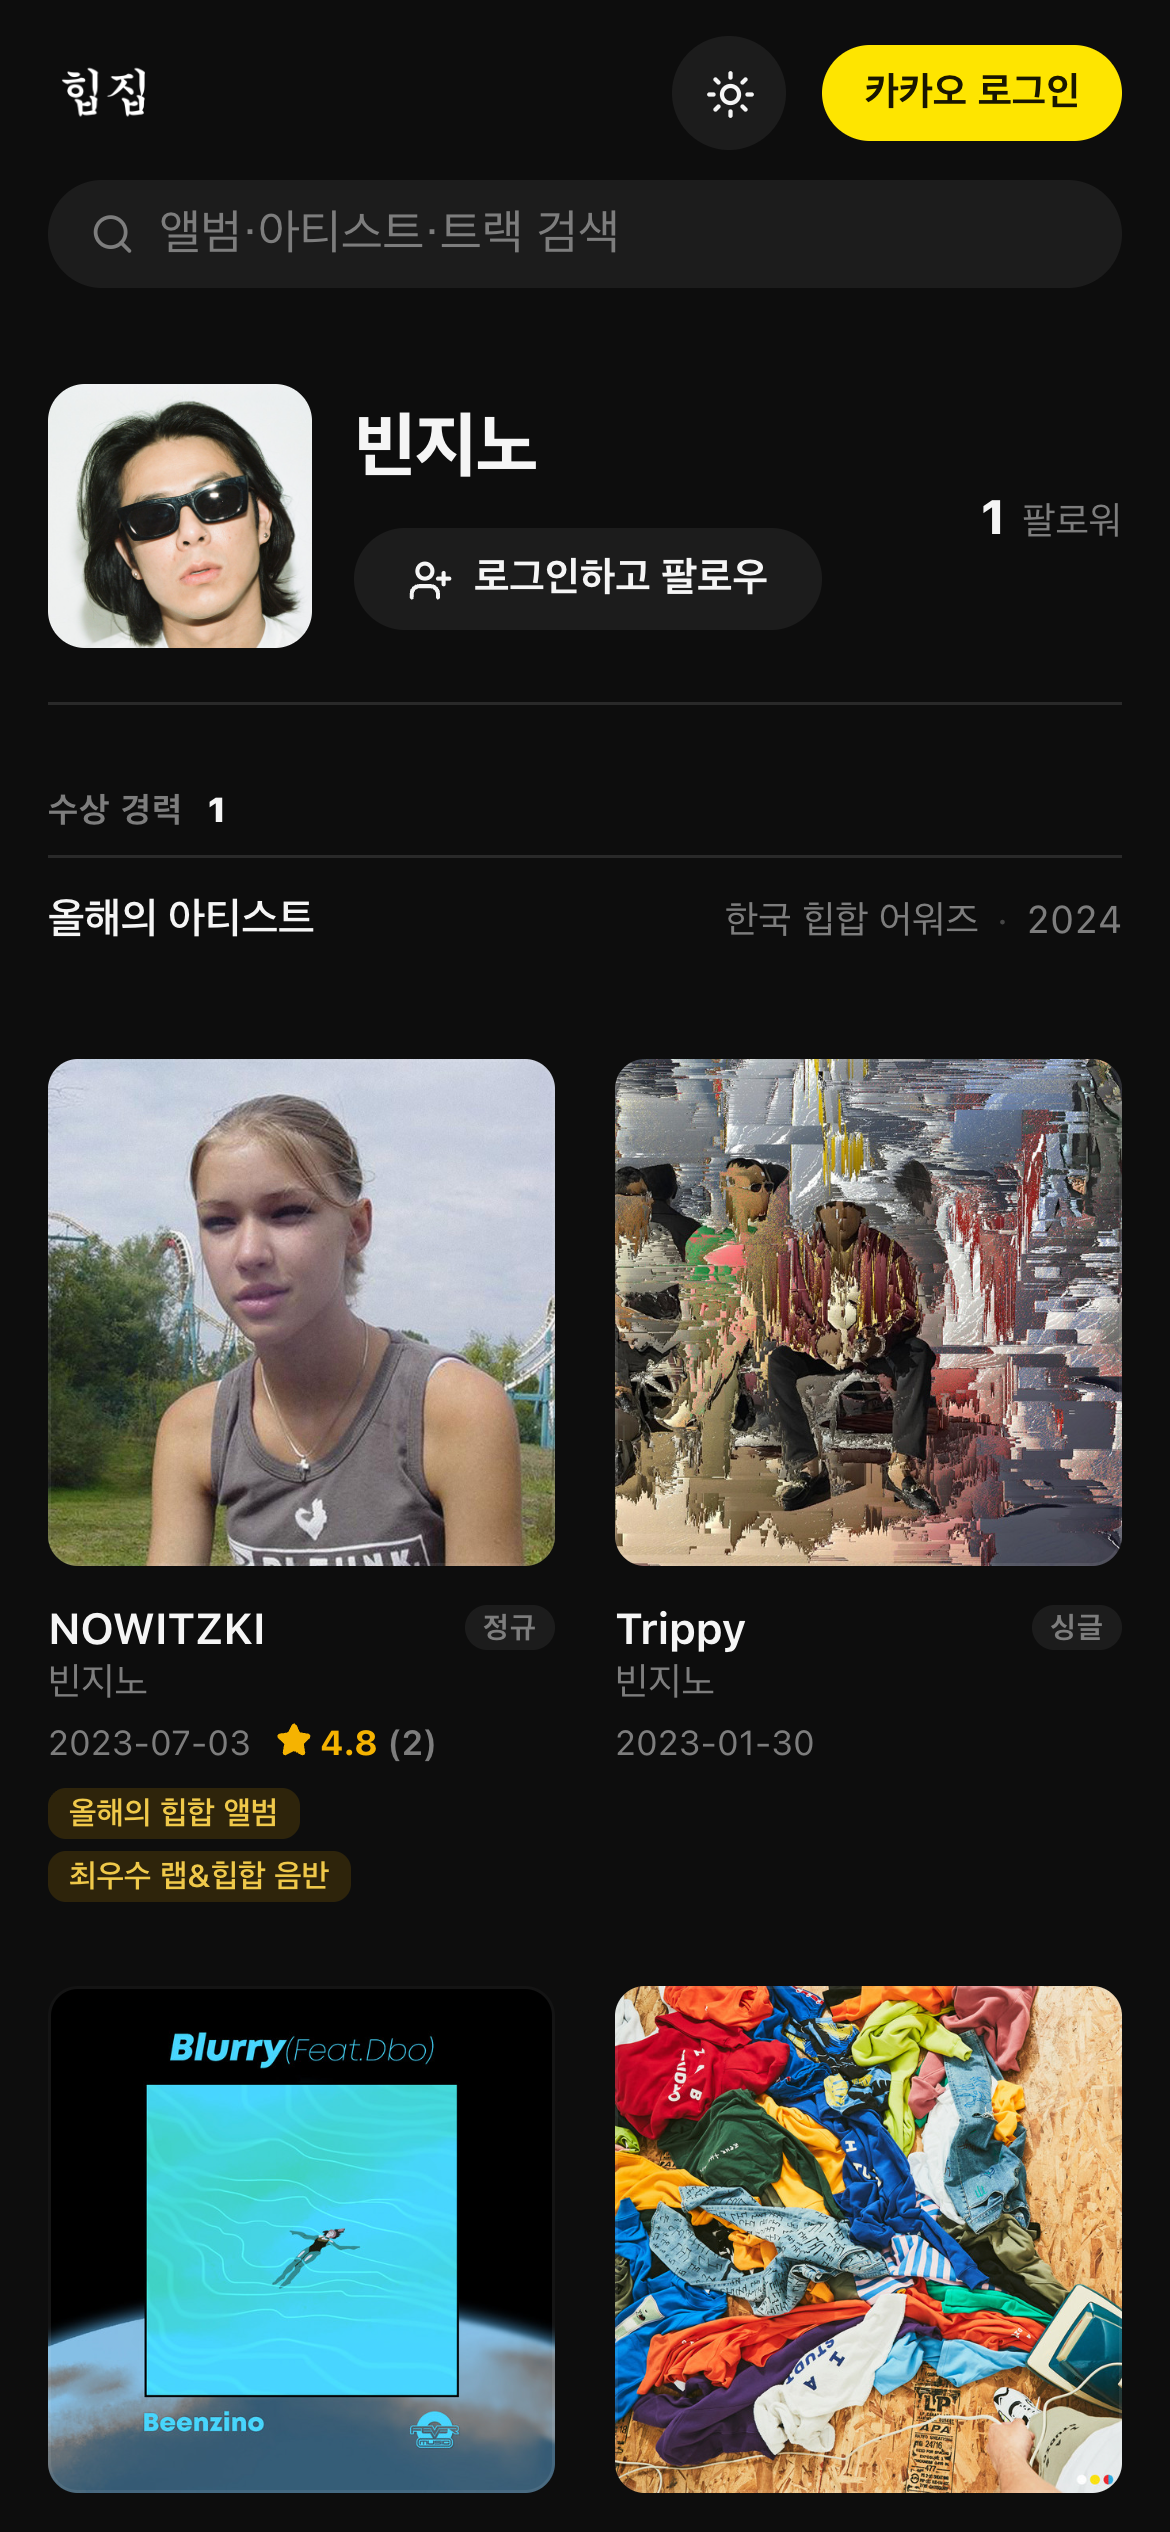 힙집
카카오 로그인
앨범·아티스트·트랙 검색
빈지노
1 팔로워
로그인하고 팔로우
수상 경력 1
올해의 아티스트
한국 힙합 어워즈 · 2024
NOWITZKI
정규
빈지노
2023-07-03 ★ 4.8 (2)
올해의 힙합 앨범
최우수 랩&힙합 음반
Trippy
싱글
빈지노
2023-01-30
Blurry(Feat.Dbo)
Beenzino
LP
APA